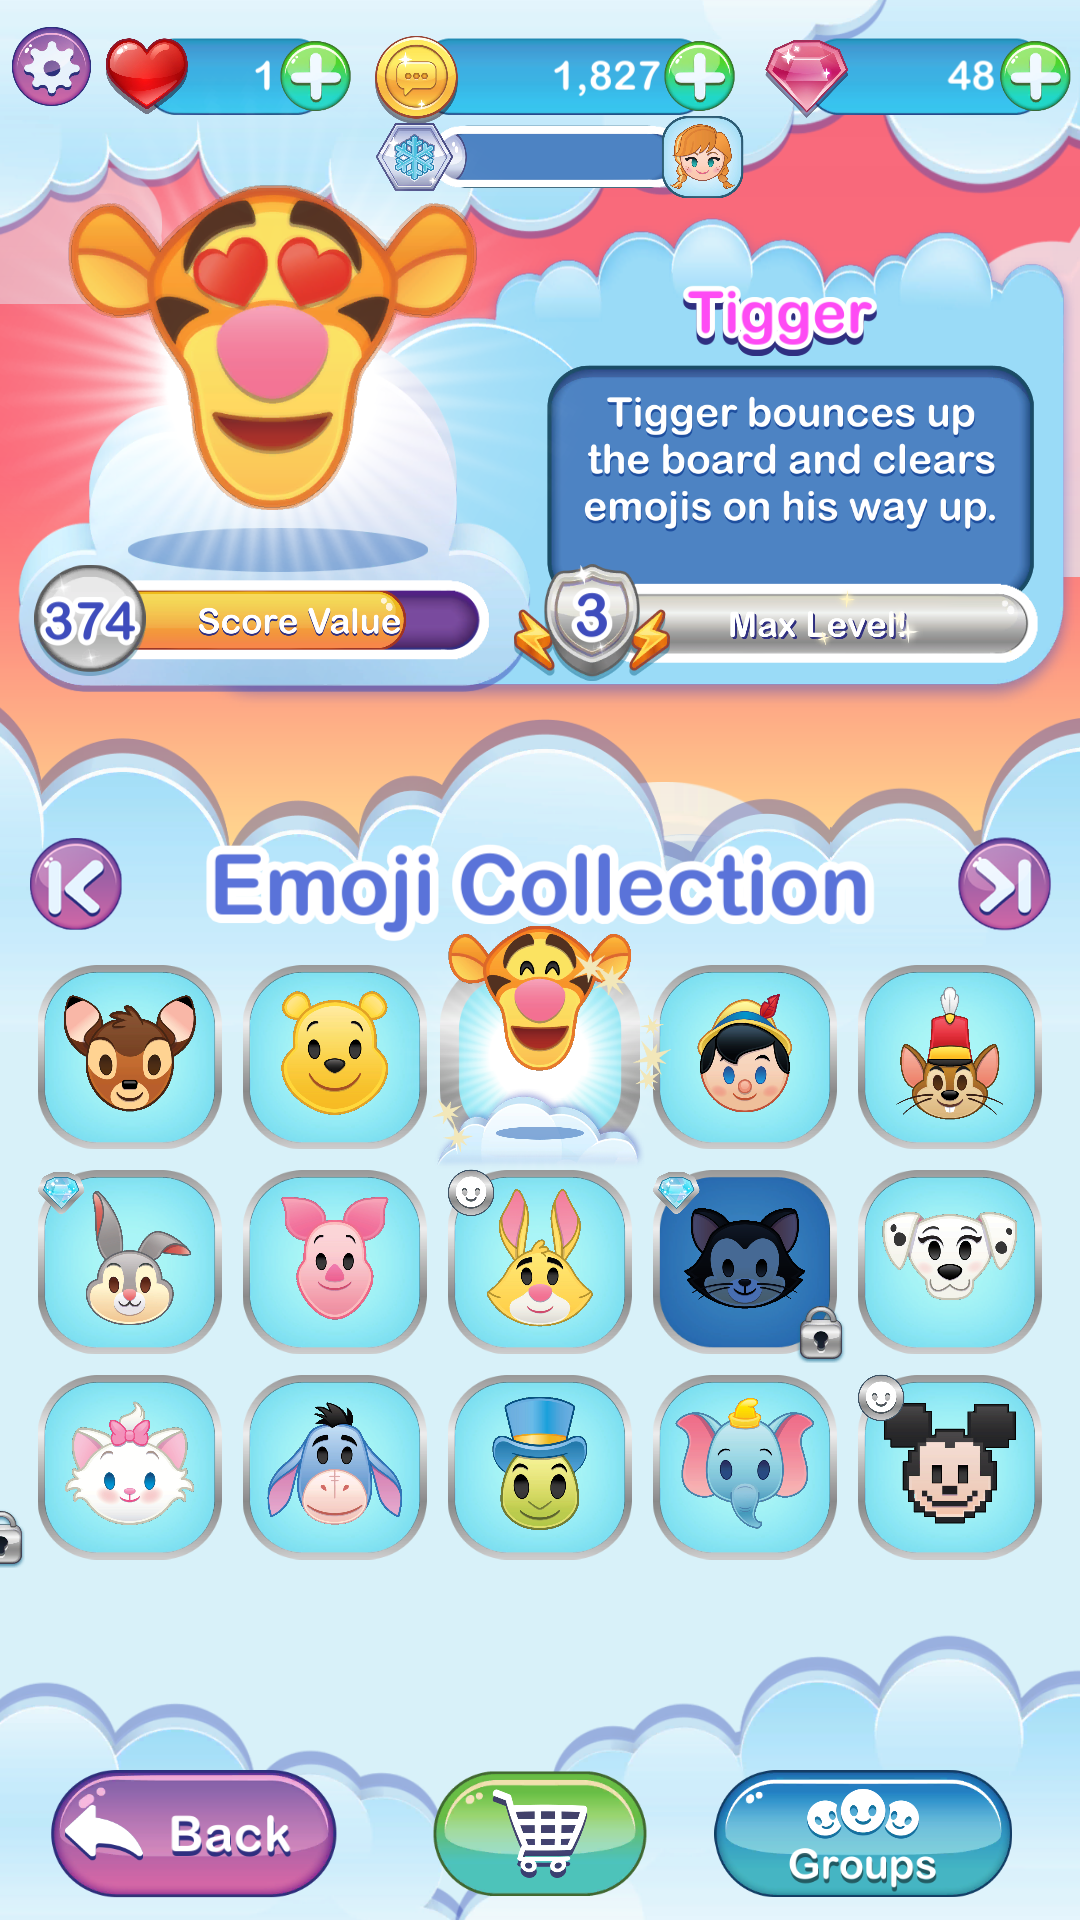 1
1,827
48
Tigger
Tigger bounces up
the board and clears
emojis on his way up.
374
Score Value
3
Max Level!
Emoji Collection
Back
Groups